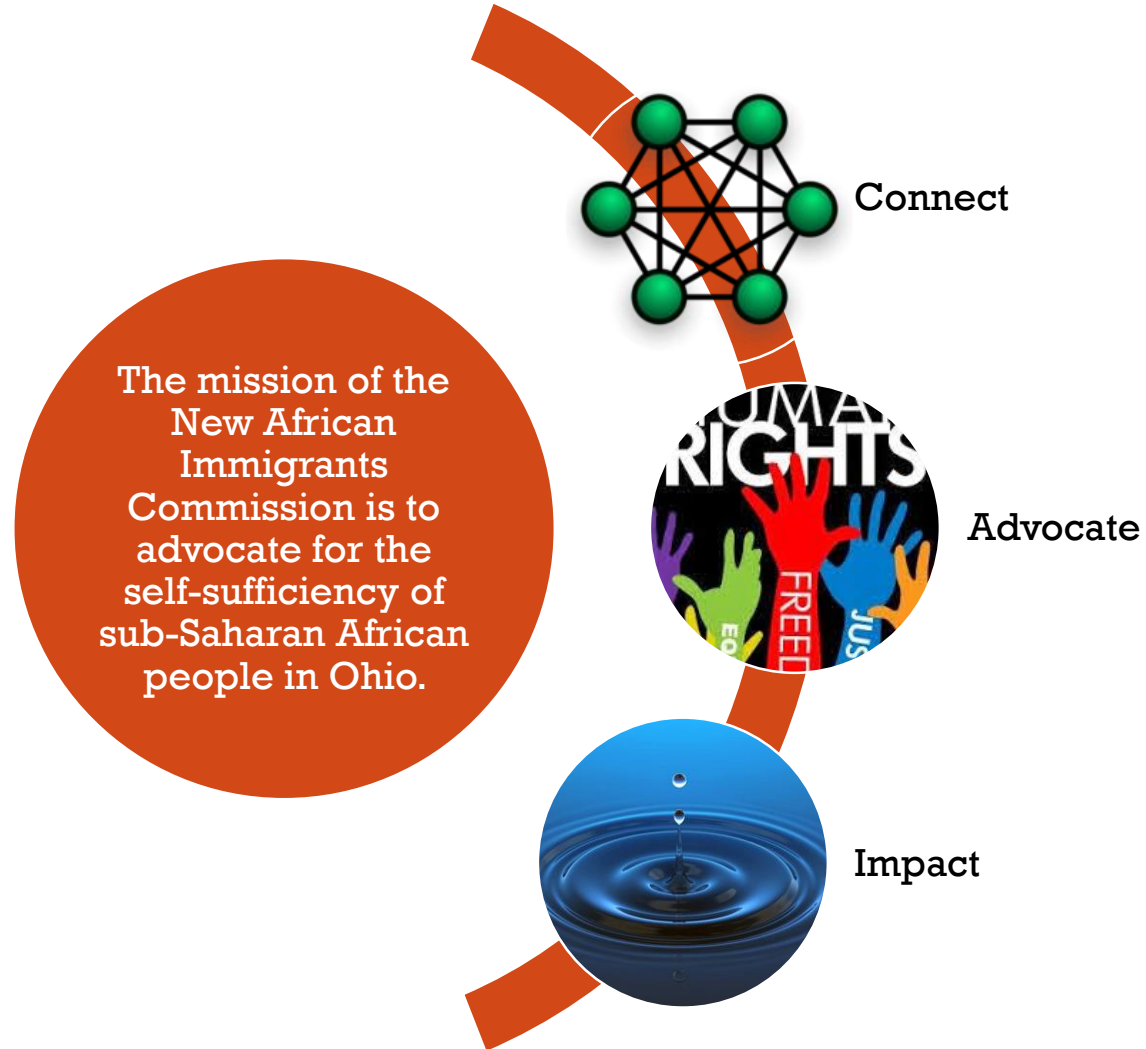 The mission of the
New African
Immigrants
Commission is to
advocate for the
self-sufficiency of
sub-Saharan African
people in Ohio.
Connect
RIGHTS
Advocate
Impact